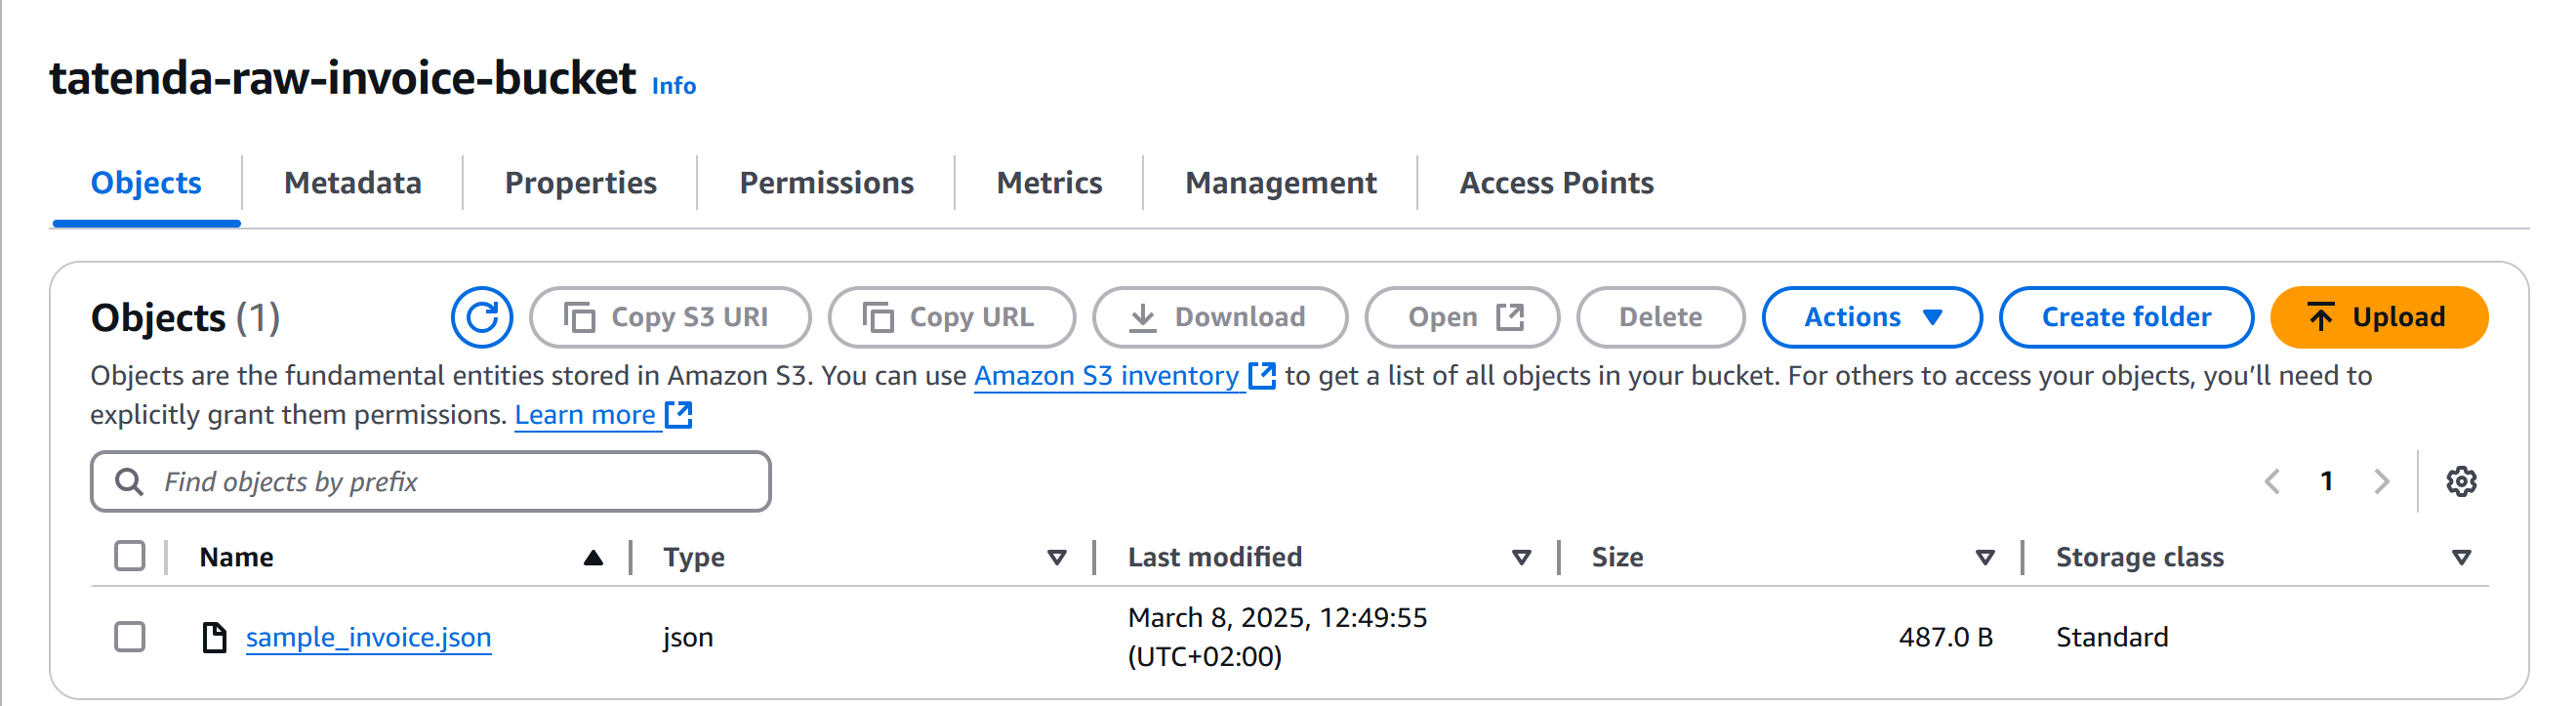 tatenda-raw-invoice-bucket Info
Objects Metadata Properties Permissions Metrics Management Access Points
Objects (1) Copy S3 URI Copy URL Download Open Delete Actions Create folder Upload
Objects are the fundamental entities stored in Amazon S3. You can use Amazon S3 inventory to get a list of all objects in your bucket. For others to access your objects, you’ll need to
explicitly grant them permissions. Learn more
Find objects by prefix 1
Name Type Last modified Size Storage class
sample_invoice.json json March 8, 2025, 12:49:55 487.0 B Standard
(UTC+02:00)